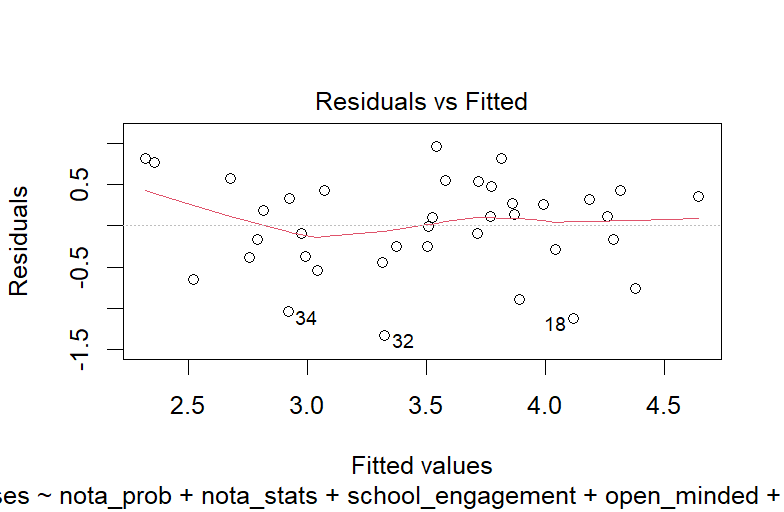 Residuals vs Fitted
Residuals
0.5
-0.5
-1.5
34
32
18
2.5 3.0 3.5 4.0 4.5
Fitted values
ses ~ nota_prob + nota_stats + school_engagement + open_minded +